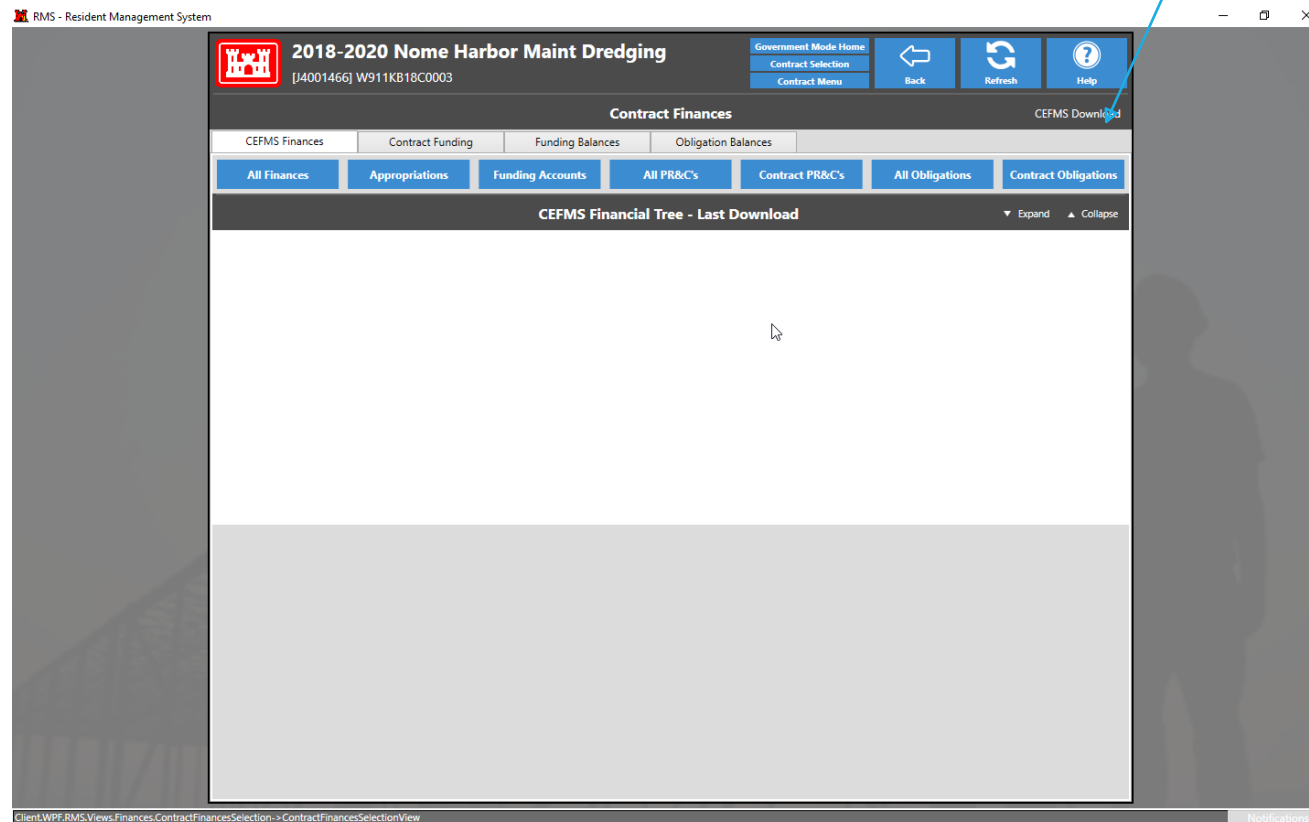 RMS - Resident Management System
2018-2020 Nome Harbor Maint Dredging
[J4001466] W911KB18C0003
Government Mode Home
Contract Selection
Contract Menu
Back
Refresh
Help
Contract Finances
CEFMS Download
CEFMS Finances
Contract Funding
Funding Balances
Obligation Balances
All Finances
Appropriations
Funding Accounts
All PR&C's
Contract PR&C's
All Obligations
Contract Obligations
CEFMS Financial Tree - Last Download
▼ Expand
▲ Collapse
Client.WPF.RMS.Views.Finances.ContractFinancesSelection->ContractFinancesSelectionView
Notifications